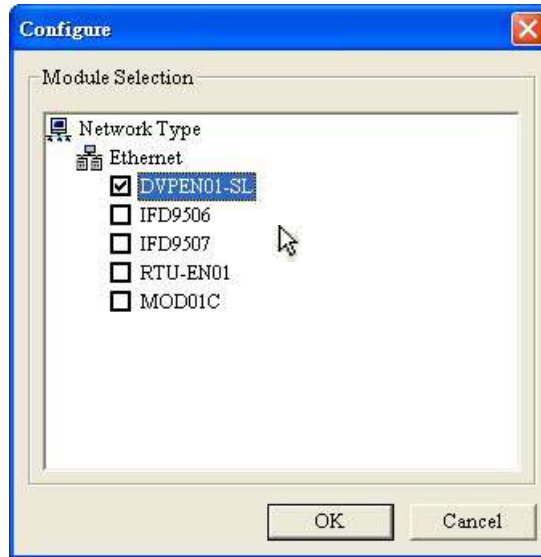 Configure
Module Selection
Network Type
Ethernet
DVPEN01-SL
IFD9506
IFD9507
RTU-EN01
MOD01C
OK
Cancel